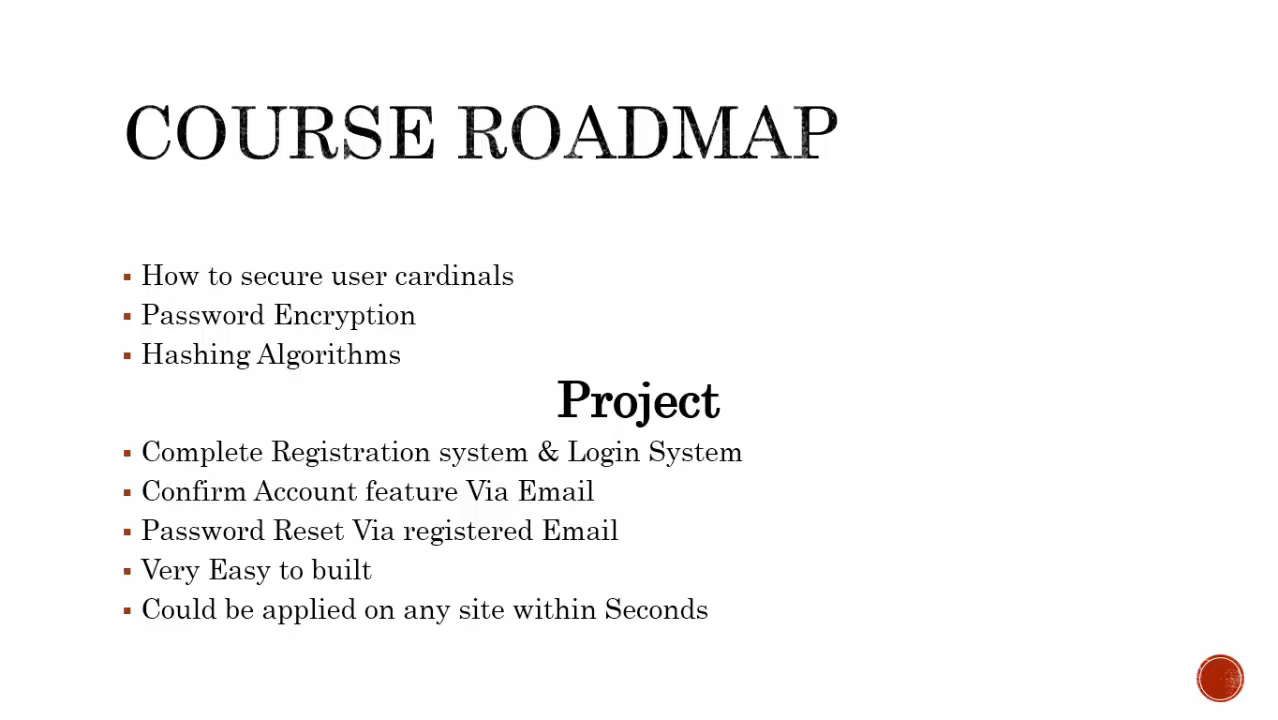 COURSE ROADMAP
How to secure user cardinals
Password Encryption
Hashing Algorithms
Project
Complete Registration system & Login System
Confirm Account feature Via Email
Password Reset Via registered Email
Very Easy to built
Could be applied on any site within Seconds